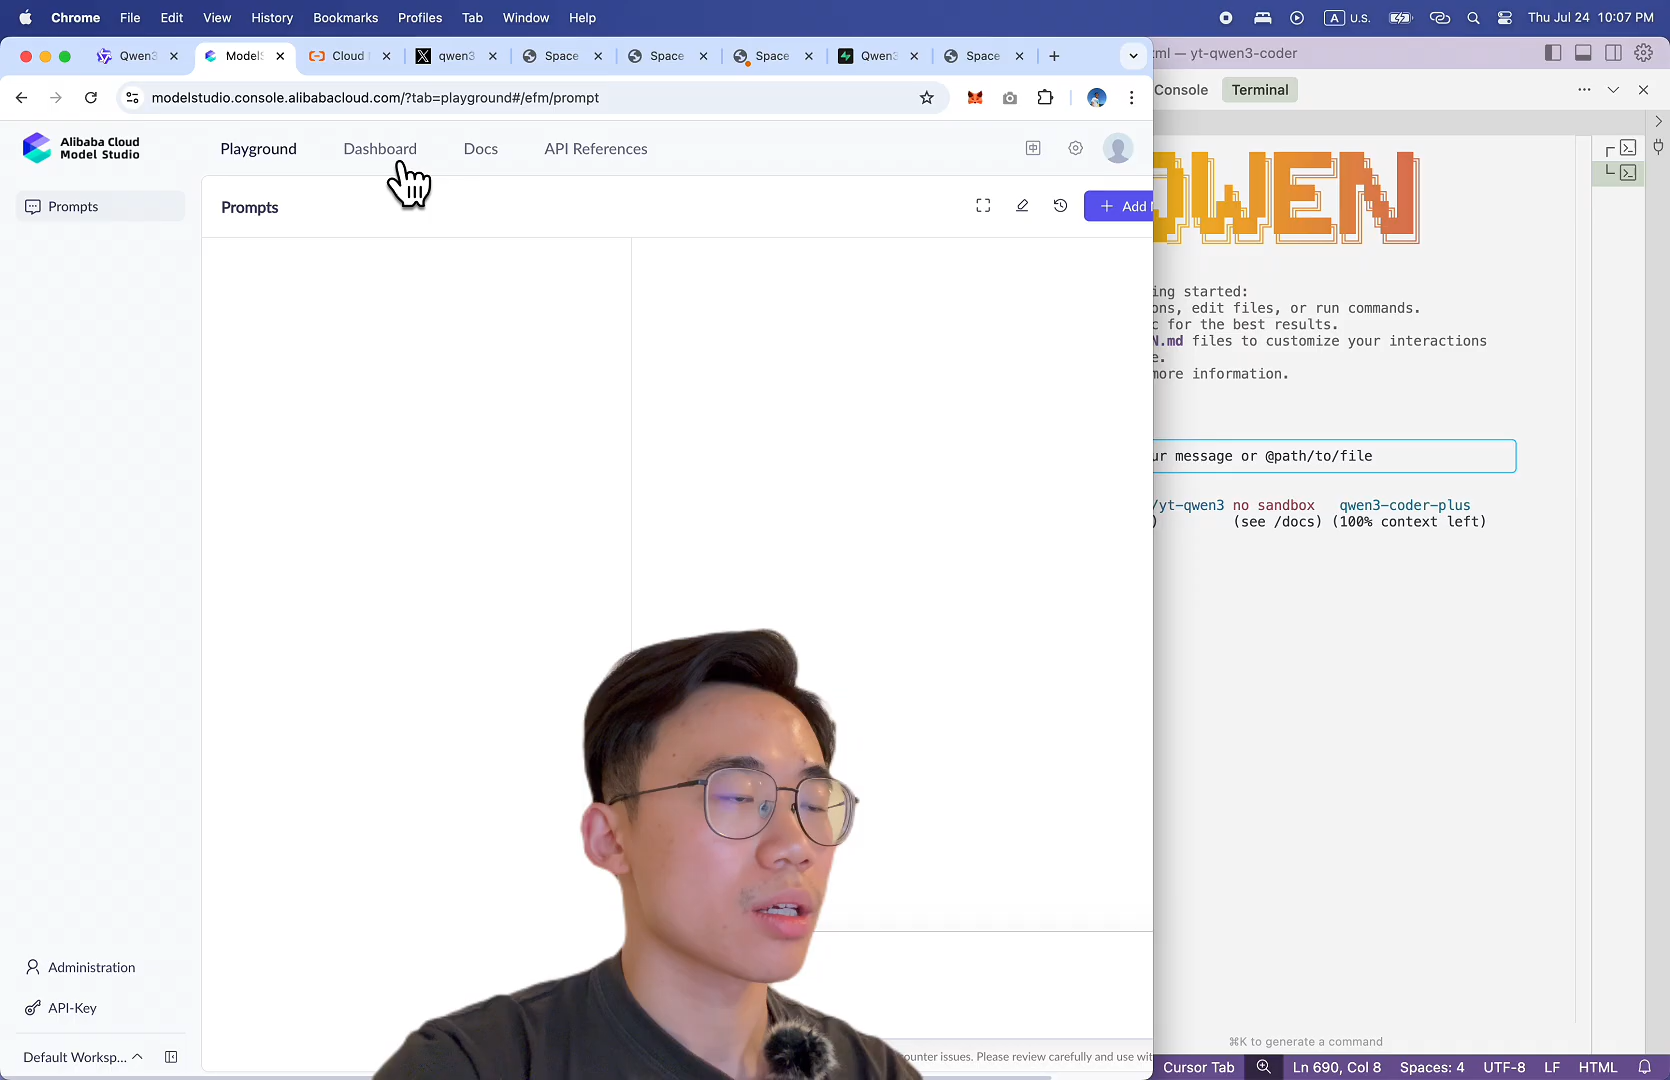 Chrome File Edit View History Bookmarks Profiles Tab Window Help
A U.S. Thu Jul 24 10:07 PM
Qwen3
ModelS
Cloud
X qwen3
Space
Space
Space
Qwen3
Space
tml — yt-qwen3-coder
modelstudio.console.alibabacloud.com/?tab=playground#/efm/prompt
Console Terminal
Alibaba Cloud
Model Studio
Playground Dashboard Docs API References
Prompts
Prompts
+ Add
QWEN
ing started:
ons, edit files, or run commands.
c for the best results.
N.md files to customize your interactions
e.
more information.
ur message or @path/to/file
/yt-qwen3 no sandbox qwen3-coder-plus
) (see /docs) (100% context left)
Administration
API-Key
Default Worksp...
ounter issues. Please review carefully and use wit
⌘K to generate a command
Cursor Tab Ln 690, Col 8 Spaces: 4 UTF-8 LF HTML